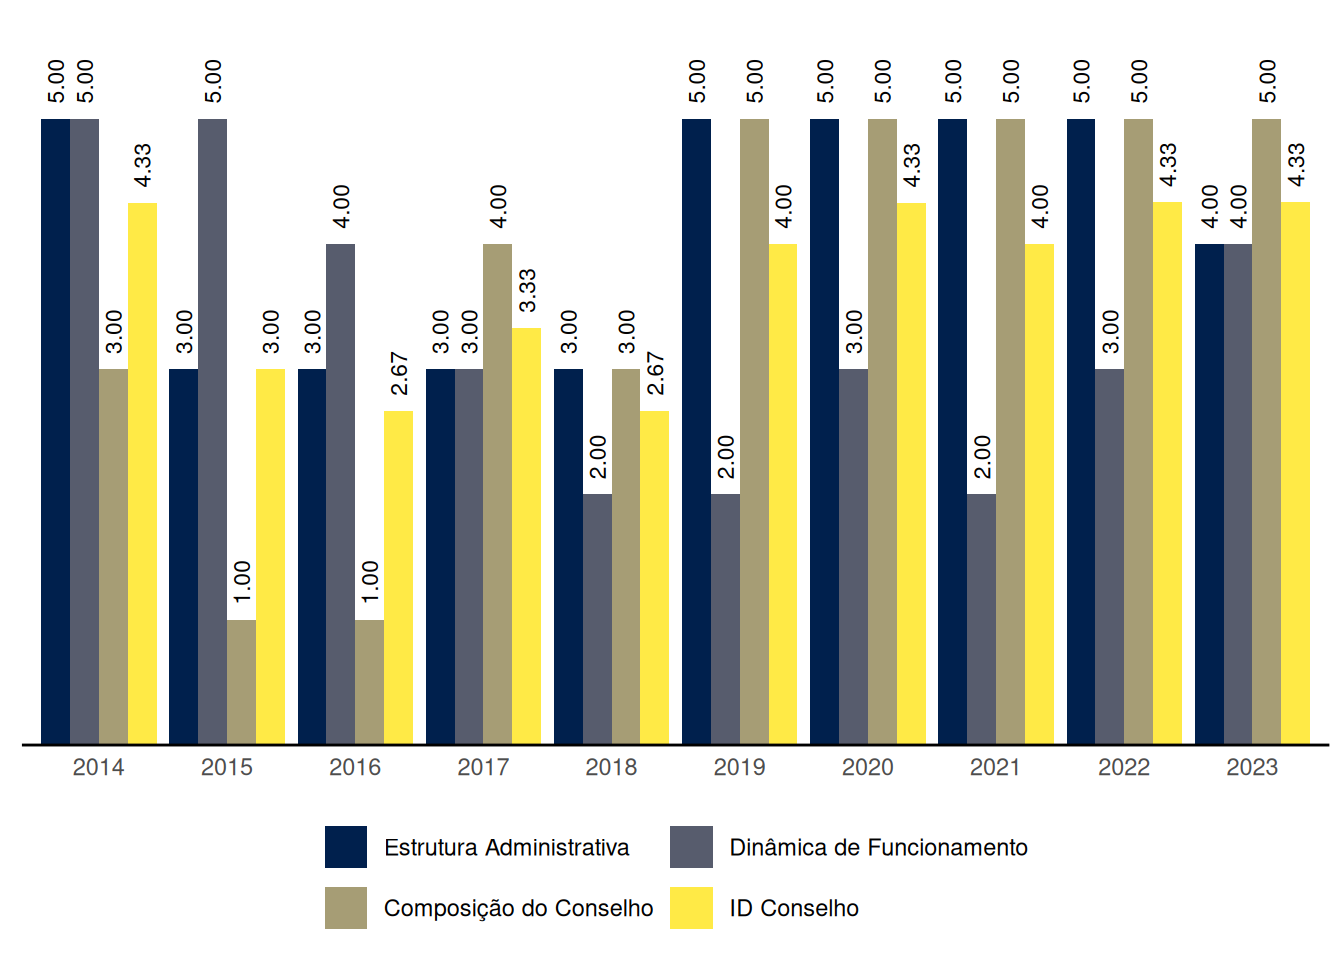 5.00 5.00 3.00 4.33 3.00 5.00 1.00 3.00 3.00 4.00 1.00 2.67 3.00 3.00 4.00 3.33 3.00 2.00 3.00 2.67 5.00 2.00 5.00 4.00 5.00 3.00 5.00 4.33 5.00 2.00 5.00 4.00 5.00 3.00 5.00 4.33 4.00 4.00 5.00 4.33
2014 2015 2016 2017 2018 2019 2020 2021 2022 2023
Estrutura Administrativa Dinâmica de Funcionamento
Composição do Conselho ID Conselho